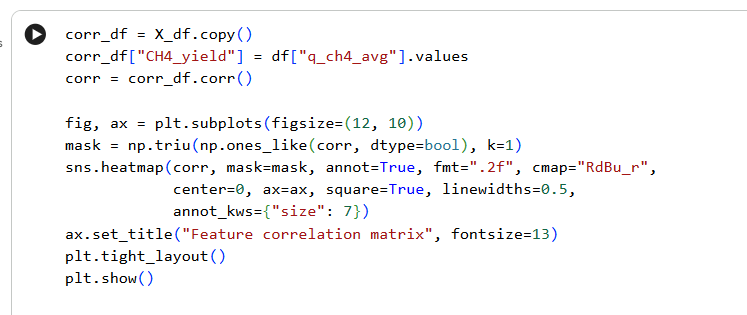 corr_df = X_df.copy()
corr_df["CH4_yield"] = df["q_ch4_avg"].values
corr = corr_df.corr()

fig, ax = plt.subplots(figsize=(12, 10))
mask = np.triu(np.ones_like(corr, dtype=bool), k=1)
sns.heatmap(corr, mask=mask, annot=True, fmt=".2f", cmap="RdBu_r",
            center=0, ax=ax, square=True, linewidths=0.5,
            annot_kws={"size": 7})
ax.set_title("Feature correlation matrix", fontsize=13)
plt.tight_layout()
plt.show()